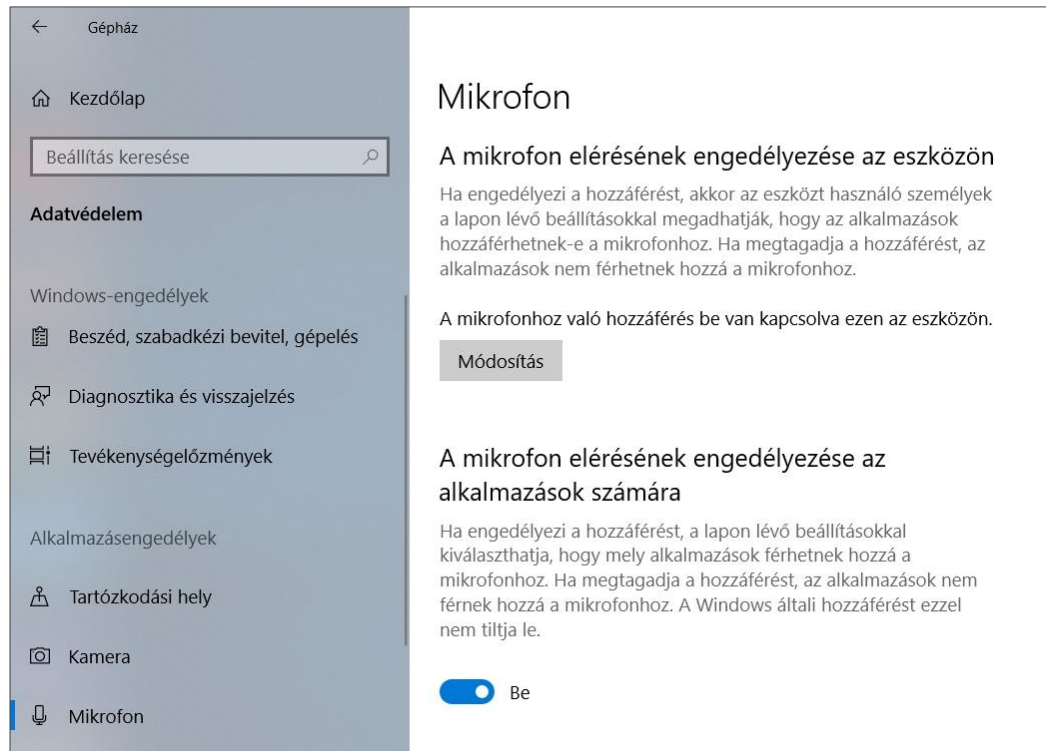 Gépház
Kezdőlap
Beállítás keresése
Adatvédelem
Windows-engedélyek
Beszéd, szabadkézi bevitel, gépelés
Diagnosztika és visszajelzés
Tevékenységelőzmények
Alkalmazásengedélyek
Tartózkodási hely
Kamera
Mikrofon
Mikrofon
A mikrofon elérésének engedélyezése az eszközön
Ha engedélyezi a hozzáférést, akkor az eszközt használó személyek
a lapon lévő beállításokkal megadhatják, hogy az alkalmazások
hozzáférhetnek-e a mikrofonhoz. Ha megtagadja a hozzáférést, az
alkalmazások nem férhetnek hozzá a mikrofonhoz.
A mikrofonhoz való hozzáférés be van kapcsolva ezen az eszközön.
Módosítás
A mikrofon elérésének engedélyezése az
alkalmazások számára
Ha engedélyezi a hozzáférést, a lapon lévő beállításokkal
kiválaszthatja, hogy mely alkalmazások férhetnek hozzá a
mikrofonhoz. Ha megtagadja a hozzáférést, az alkalmazások nem
férnek hozzá a mikrofonhoz. A Windows általi hozzáférést ezzel
nem tiltja le.
Be